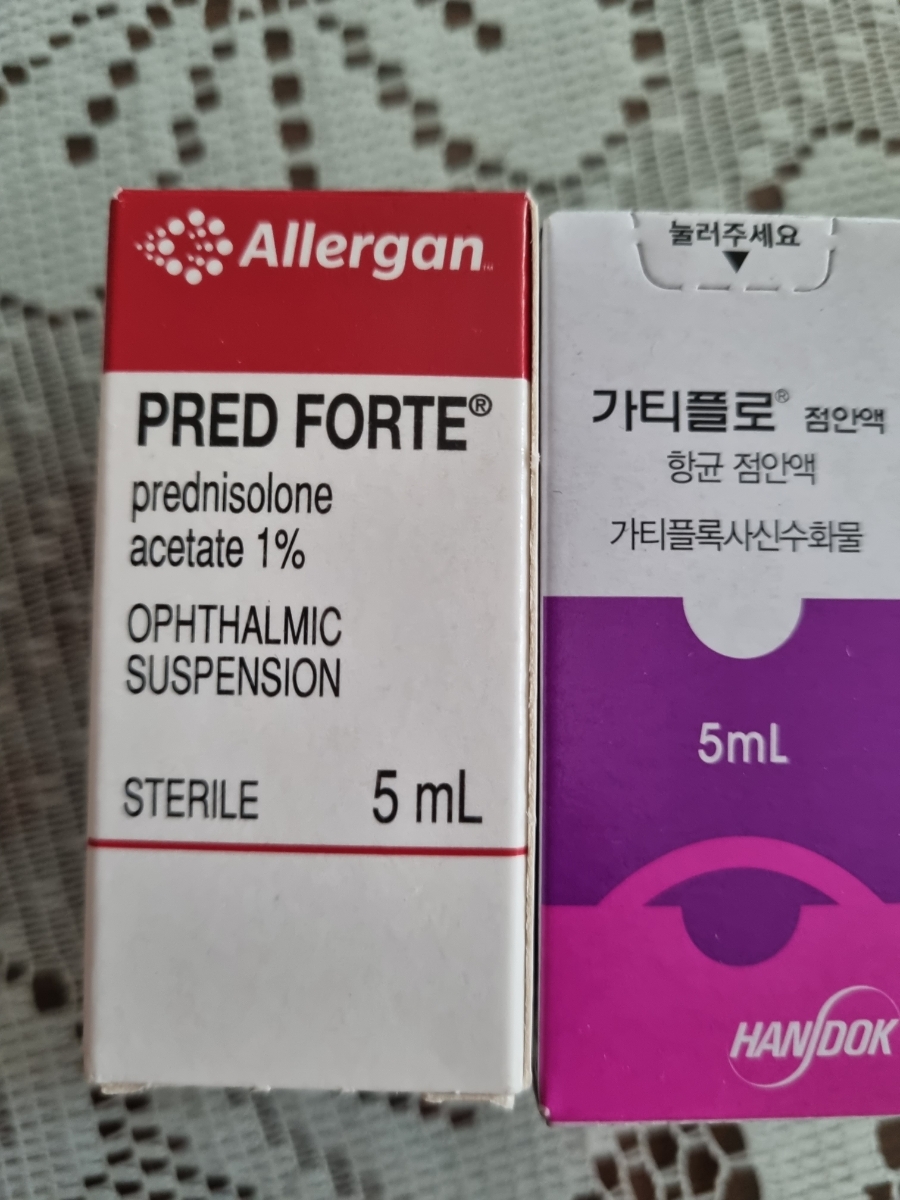 Allergan™
PRED FORTE®
prednisolone
acetate 1%
OPHTHALMIC
SUSPENSION
STERILE 5 mL
눌러주세요
가티플로® 점안액
항균 점안액
가티플록사신수화물
5mL
HANDOK